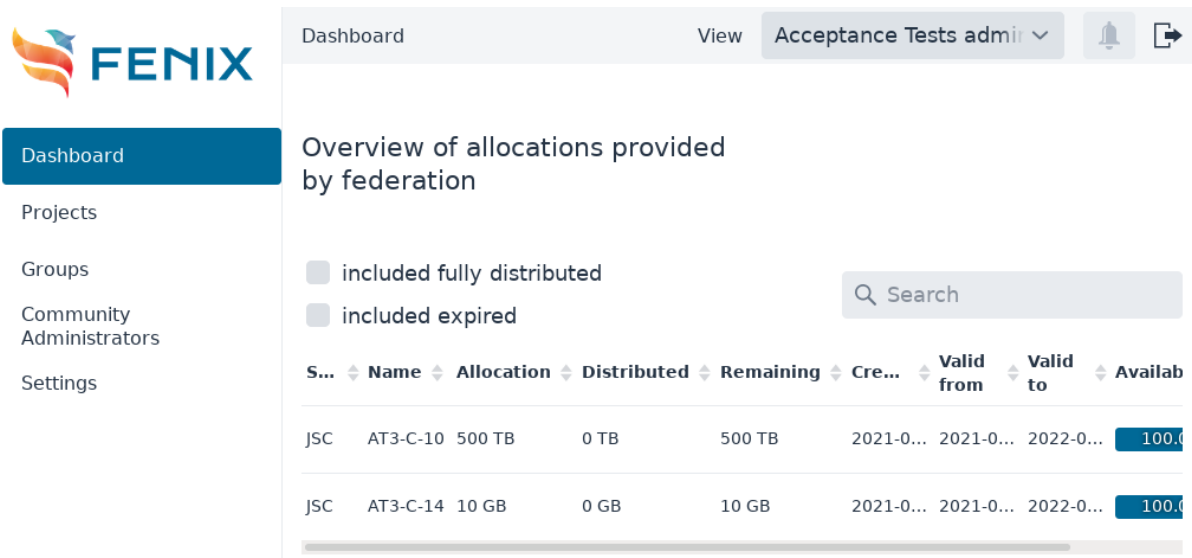 FENIX
Dashboard
View
Acceptance Tests admi
Dashboard
Projects
Groups
Community
Administrators
Settings
Overview of allocations provided
by federation
included fully distributed
included expired
Search
S... Name Allocation Distributed Remaining Cre... Valid from Valid to Availab
JSC AT3-C-10 500 TB 0 TB 500 TB 2021-0... 2021-0... 2022-0... 100.0
JSC AT3-C-14 10 GB 0 GB 10 GB 2021-0... 2021-0... 2022-0... 100.0